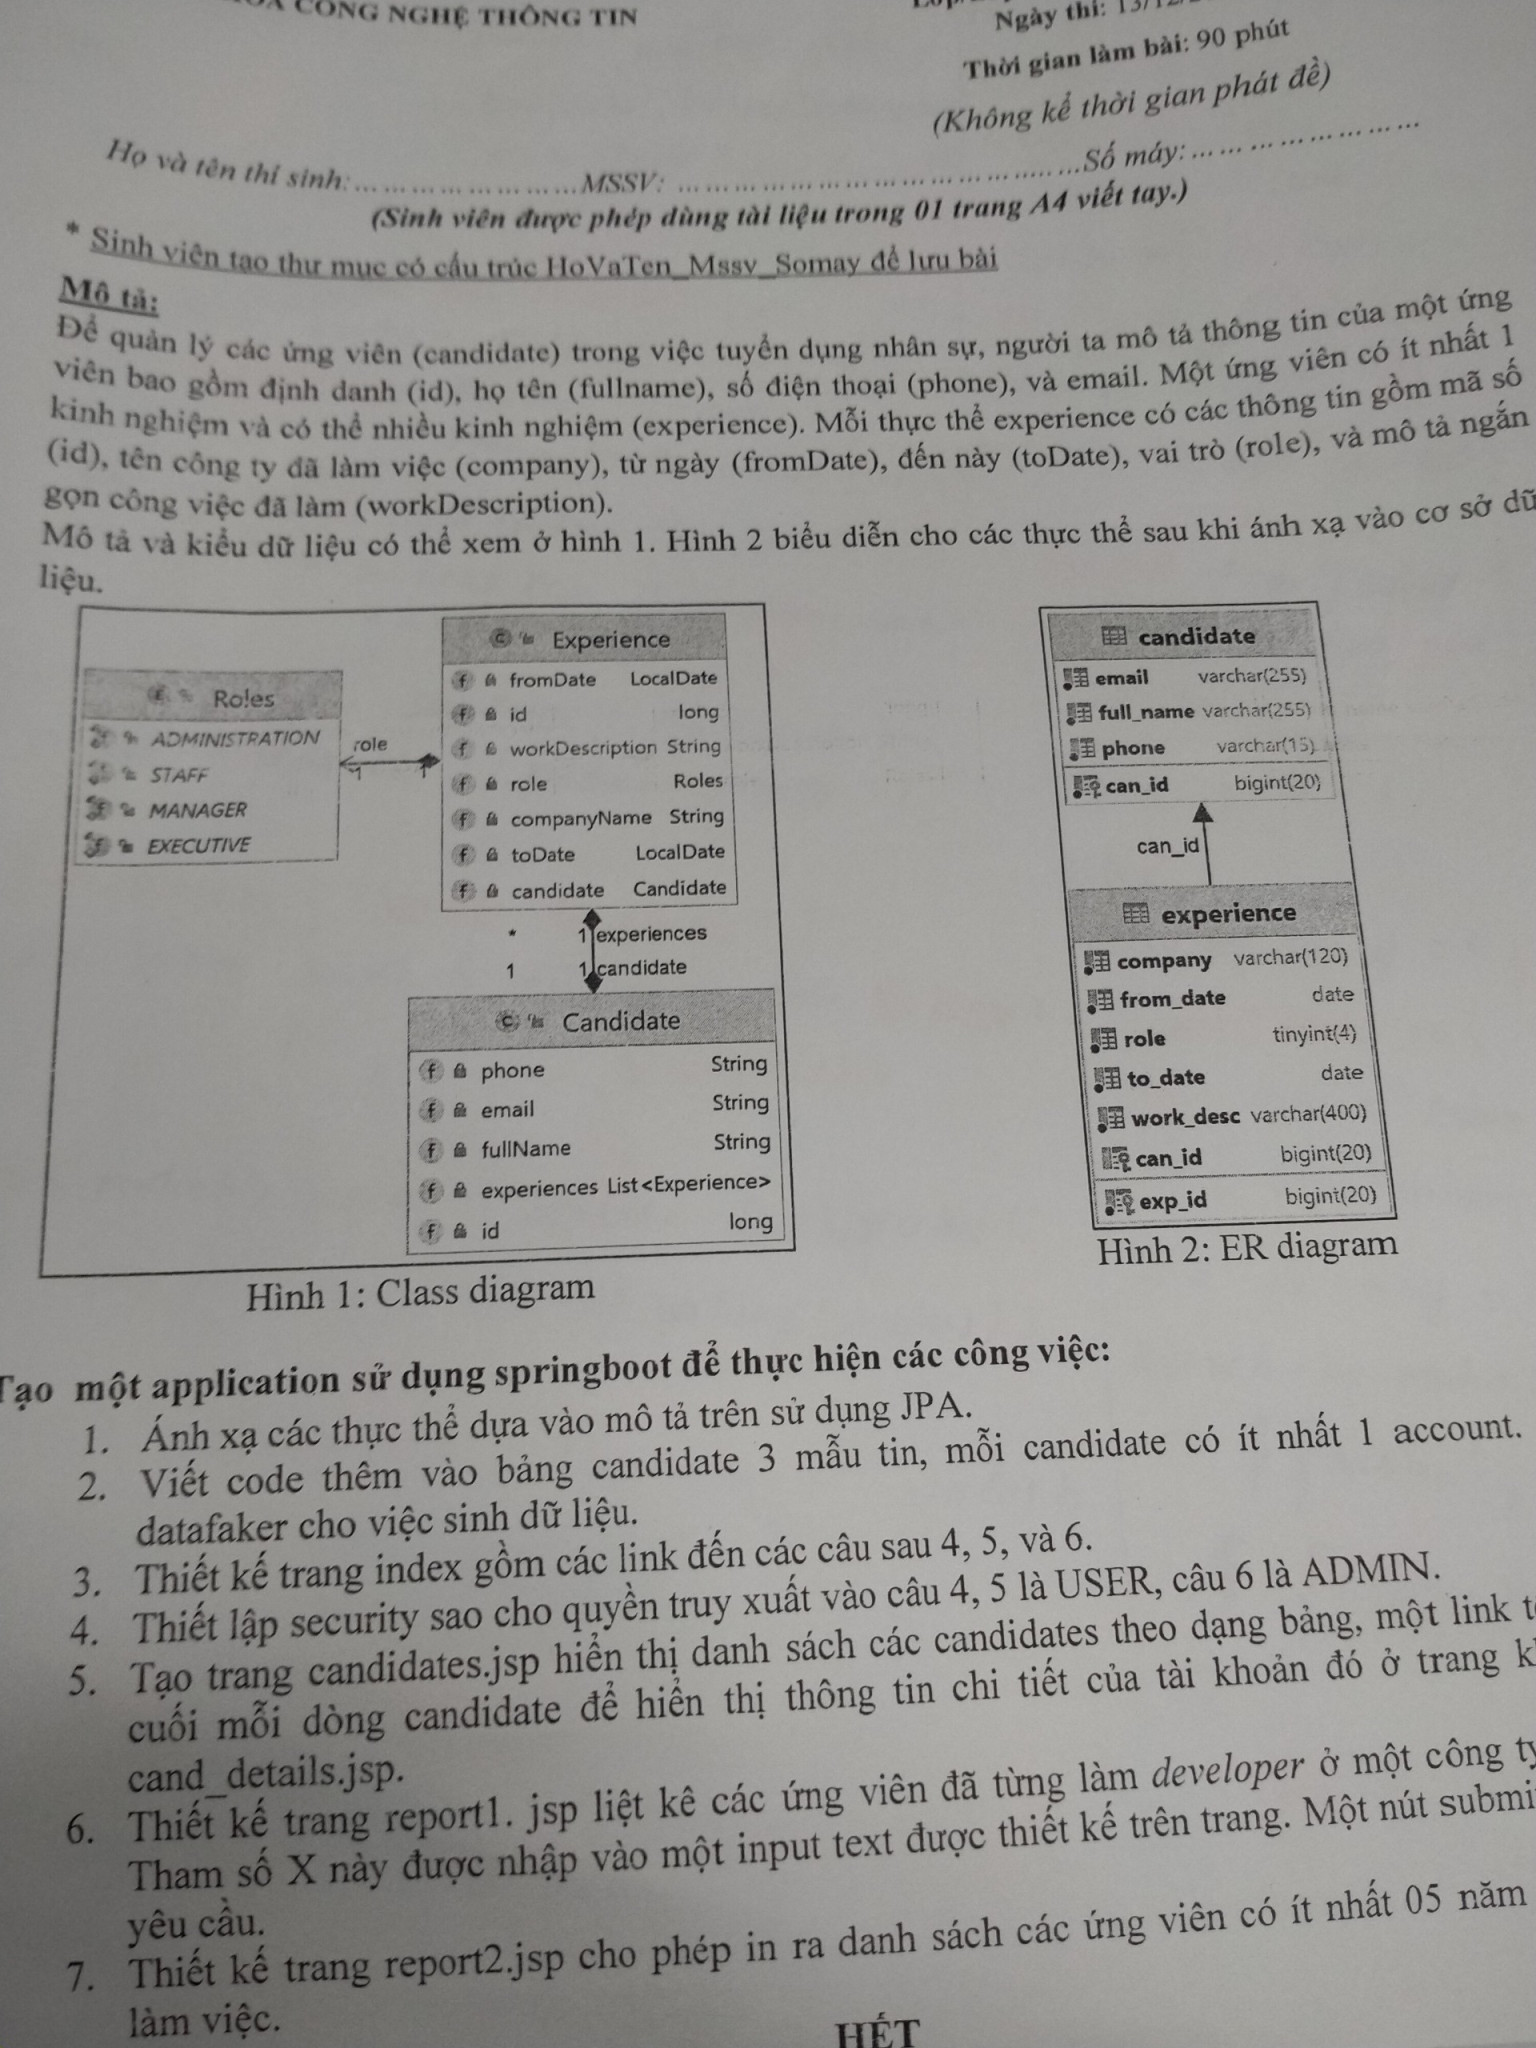 CÔNG NGHỆ THÔNG TIN
Ngày thi: 13/12/
Thời gian làm bài: 90 phút
(Không kể thời gian phát đề)
Họ và tên thí sinh:........................MSSV: ........................................Số máy:........................
(Sinh viên được phép dùng tài liệu trong 01 trang A4 viết tay.)
* Sinh viên tạo thư mục có cấu trúc HoVaTen_Mssv_Somay để lưu bài
Mô tả:
Để quản lý các ứng viên (candidate) trong việc tuyển dụng nhân sự, người ta mô tả thông tin của một ứng
viên bao gồm định danh (id), họ tên (fullname), số điện thoại (phone), và email. Một ứng viên có ít nhất 1
kinh nghiệm và có thể nhiều kinh nghiệm (experience). Mỗi thực thể experience có các thông tin gồm mã số
(id), tên công ty đã làm việc (company), từ ngày (fromDate), đến này (toDate), vai trò (role), và mô tả ngắn
gọn công việc đã làm (workDescription).
Mô tả và kiểu dữ liệu có thể xem ở hình 1. Hình 2 biểu diễn cho các thực thể sau khi ánh xạ vào cơ sở dữ
liệu.
Roles
ADMINISTRATION
STAFF
MANAGER
EXECUTIVE
role
1 1
Experience
fromDate LocalDate
id long
workDescription String
role Roles
companyName String
toDate LocalDate
candidate Candidate
* 1 experiences
1 1 candidate
Candidate
phone String
email String
fullName String
experiences List<Experience>
id long
Hình 1: Class diagram
candidate
email varchar(255)
full_name varchar(255)
phone varchar(15)
can_id bigint(20)
can_id
experience
company varchar(120)
from_date date
role tinyint(4)
to_date date
work_desc varchar(400)
can_id bigint(20)
exp_id bigint(20)
Hình 2: ER diagram
Tạo một application sử dụng springboot để thực hiện các công việc:
1. Ánh xạ các thực thể dựa vào mô tả trên sử dụng JPA.
2. Viết code thêm vào bảng candidate 3 mẫu tin, mỗi candidate có ít nhất 1 account.
datafaker cho việc sinh dữ liệu.
3. Thiết kế trang index gồm các link đến các câu sau 4, 5, và 6.
4. Thiết lập security sao cho quyền truy xuất vào câu 4, 5 là USER, câu 6 là ADMIN.
5. Tạo trang candidates.jsp hiển thị danh sách các candidates theo dạng bảng, một link
cuối mỗi dòng candidate để hiển thị thông tin chi tiết của tài khoản đó ở trang
cand_details.jsp.
6. Thiết kế trang report1. jsp liệt kê các ứng viên đã từng làm developer ở một công ty
Tham số X này được nhập vào một input text được thiết kế trên trang. Một nút submit
yêu cầu.
7. Thiết kế trang report2.jsp cho phép in ra danh sách các ứng viên có ít nhất 05 năm
làm việc.
HẾT